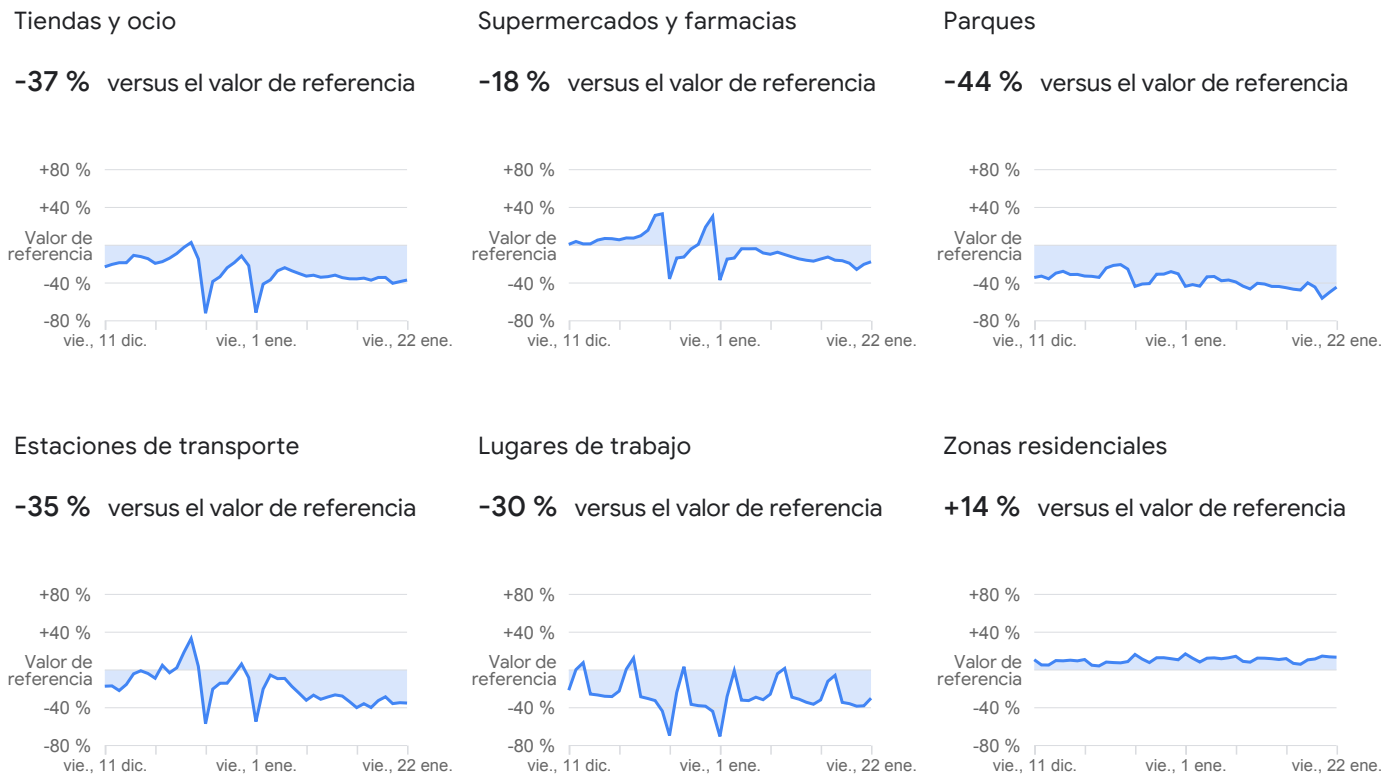 Tiendas y ocio
-37 % versus el valor de referencia
+80 %
+40 %
Valor de
referencia
-40 %
-80 %
vie., 11 dic. vie., 1 ene. vie., 22 ene.
Supermercados y farmacias
-18 % versus el valor de referencia
+80 %
+40 %
Valor de
referencia
-40 %
-80 %
vie., 11 dic. vie., 1 ene. vie., 22 ene.
Parques
-44 % versus el valor de referencia
+80 %
+40 %
Valor de
referencia
-40 %
-80 %
vie., 11 dic. vie., 1 ene. vie., 22 ene.
Estaciones de transporte
-35 % versus el valor de referencia
+80 %
+40 %
Valor de
referencia
-40 %
-80 %
vie., 11 dic. vie., 1 ene. vie., 22 ene.
Lugares de trabajo
-30 % versus el valor de referencia
+80 %
+40 %
Valor de
referencia
-40 %
-80 %
vie., 11 dic. vie., 1 ene. vie., 22 ene.
Zonas residenciales
+14 % versus el valor de referencia
+80 %
+40 %
Valor de
referencia
-40 %
-80 %
vie., 11 dic. vie., 1 ene. vie., 22 ene.